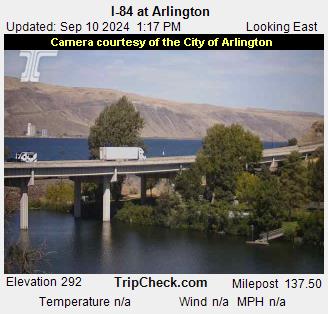 I-84 at Arlington
Updated: Sep 10 2024 1:17 PM Looking East
Camera courtesy of the City of Arlington
Elevation 292 TripCheck.com Milepost 137.50
Temperature n/a Wind n/a MPH n/a